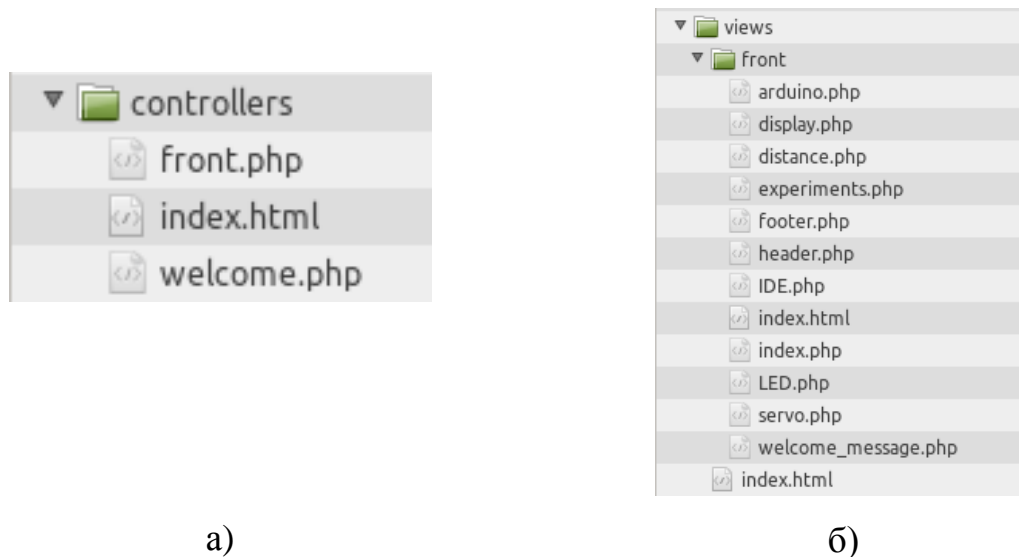 controllers
front.php
index.html
welcome.php
а)
views
front
arduino.php
display.php
distance.php
experiments.php
footer.php
header.php
IDE.php
index.html
index.php
LED.php
servo.php
welcome_message.php
index.html
б)